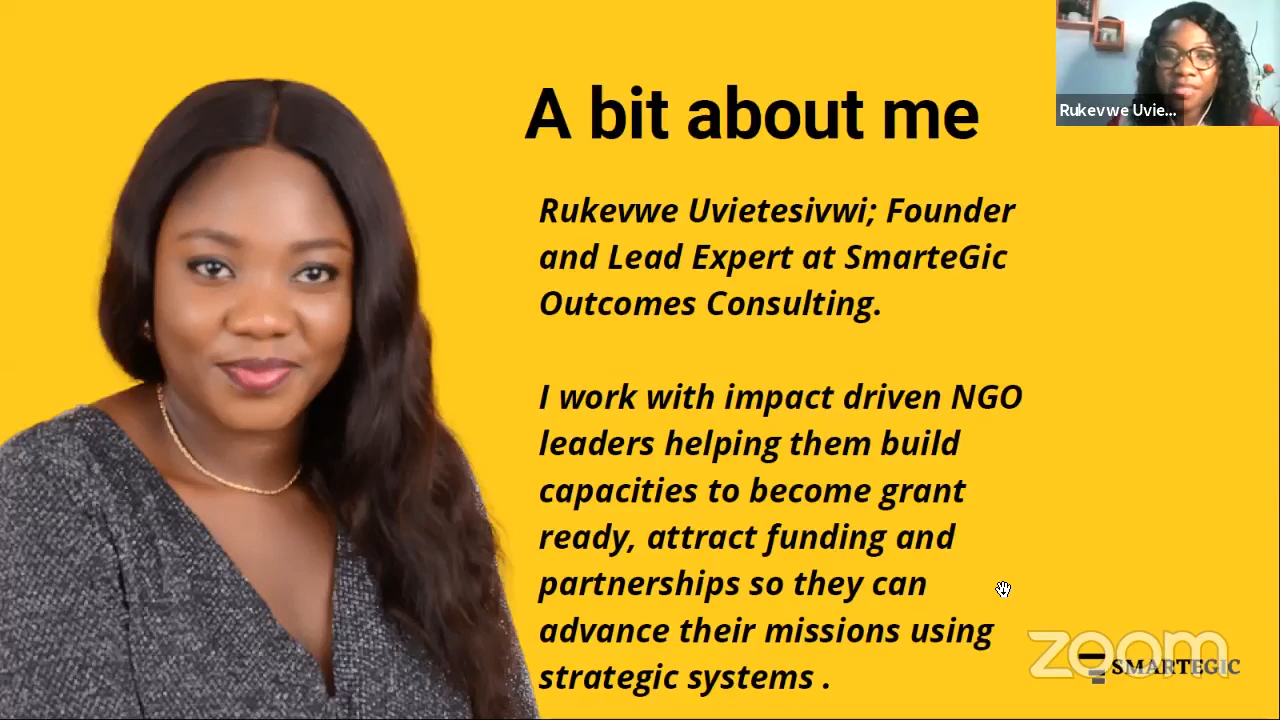 A bit about me
Rukevwe Uvie...
Rukevwe Uvietesivwi; Founder
and Lead Expert at SmarteGic
Outcomes Consulting.
I work with impact driven NGO
leaders helping them build
capacities to become grant
ready, attract funding and
partnerships so they can
advance their missions using
strategic systems .
zoom
SMARTEGIC